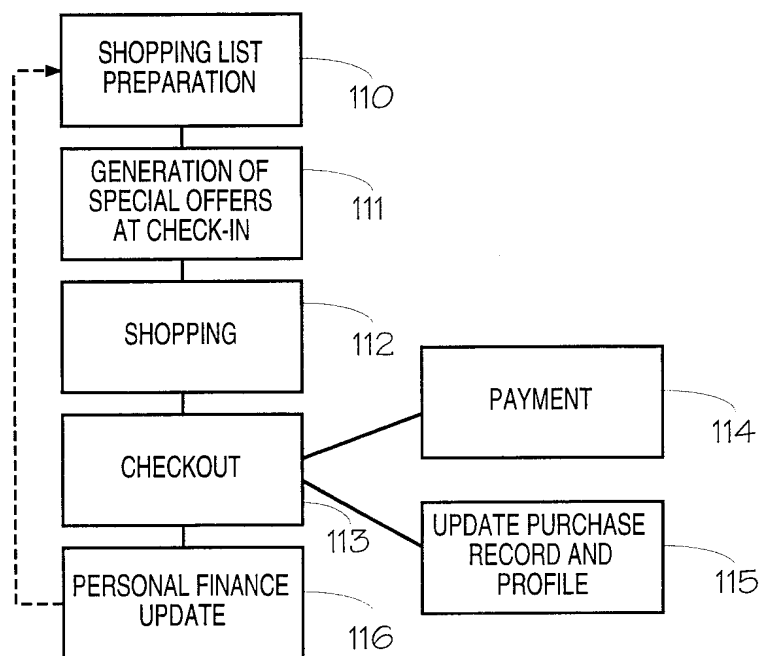 SHOPPING LIST
PREPARATION
110
GENERATION OF
SPECIAL OFFERS
AT CHECK-IN
111
SHOPPING
112
CHECKOUT
113
PAYMENT
114
UPDATE PURCHASE
RECORD AND
PROFILE
115
PERSONAL FINANCE
UPDATE
116